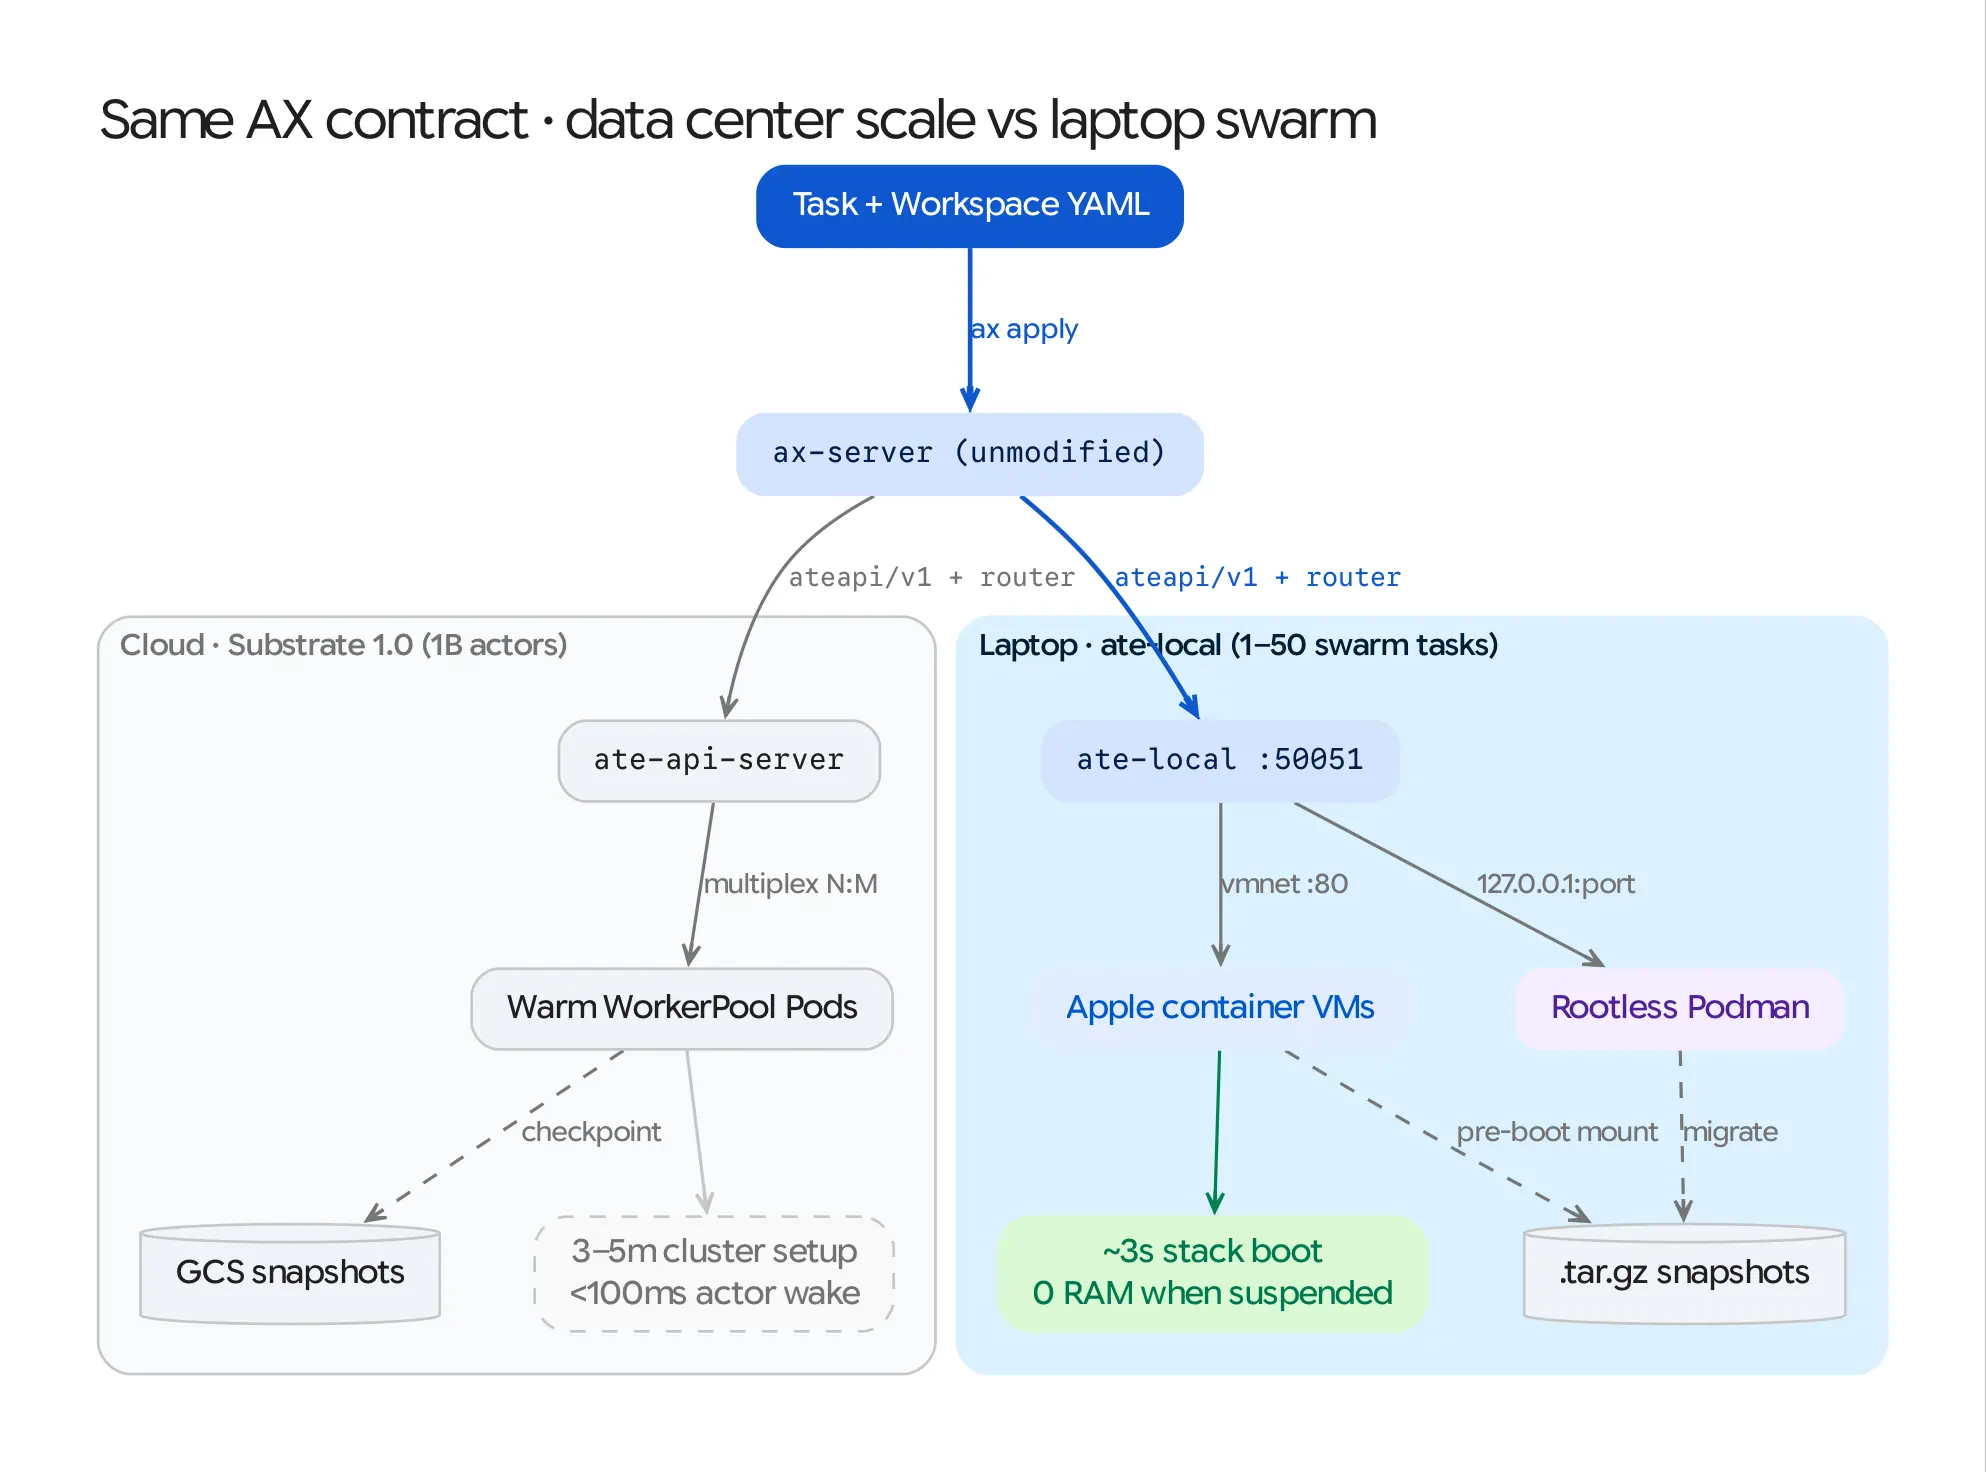 Same AX contract · data center scale vs laptop swarm
Task + Workspace YAML
ax apply
ax-server (unmodified)
ateapi/v1 + router
ateapi/v1 + router
Cloud · Substrate 1.0 (1B actors)
ate-api-server
multiplex N:M
Warm WorkerPool Pods
checkpoint
GCS snapshots
3–5m cluster setup
<100ms actor wake
Laptop · ate-local (1–50 swarm tasks)
ate-local :50051
vmnet :80
127.0.0.1:port
Apple container VMs
Rootless Podman
pre-boot mount
migrate
~3s stack boot
0 RAM when suspended
.tar.gz snapshots